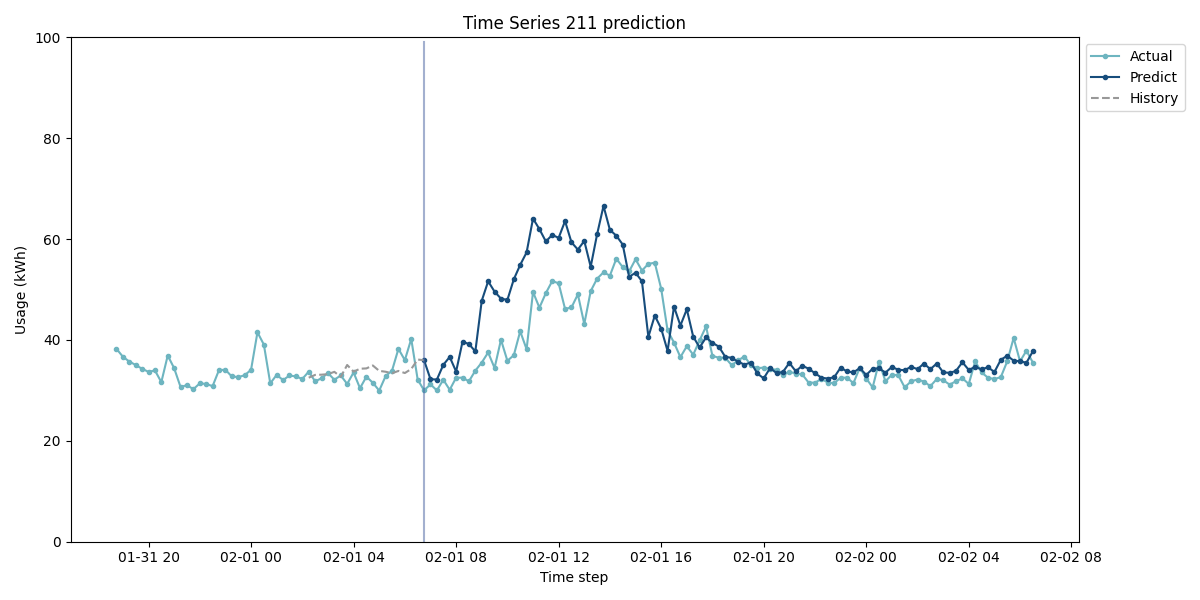 Time Series 211 prediction
100
80
60
40
20
0
Usage (kWh)
01-31 20
02-01 00
02-01 04
02-01 08
02-01 12
02-01 16
02-01 20
02-02 00
02-02 04
02-02 08
Time step
Actual
Predict
History